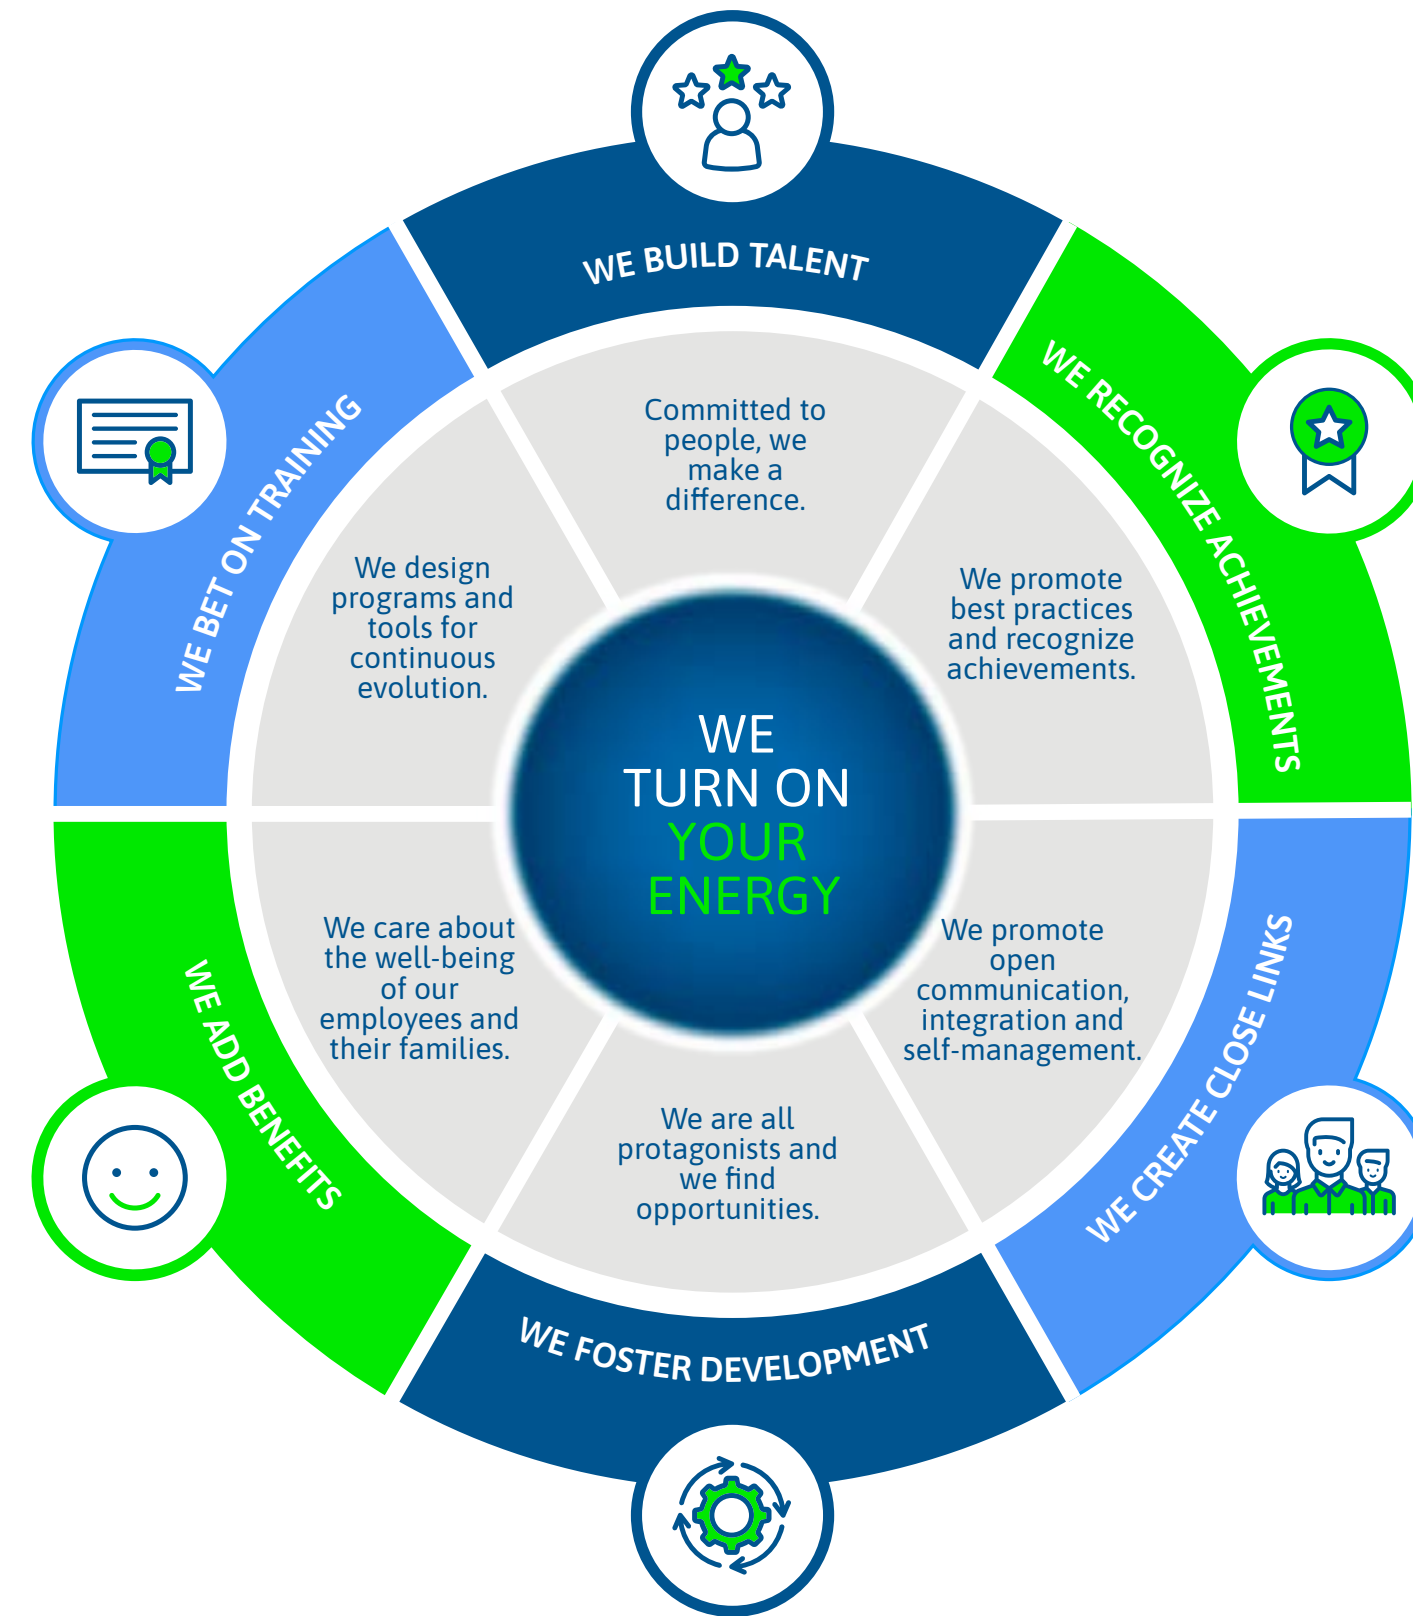 WE BUILD TALENT
Committed to
people, we
make a
difference.
WE RECOGNIZE ACHIEVEMENTS
We promote
best practices
and recognize
achievements.
WE CREATE CLOSE LINKS
We promote
open
communication,
integration and
self-management.
WE FOSTER DEVELOPMENT
We are all
protagonists and
we find
opportunities.
WE ADD BENEFITS
We care about
the well-being
of our
employees and
their families.
WE BET ON TRAINING
We design
programs and
tools for
continuous
evolution.
WE
TURN ON
YOUR
ENERGY